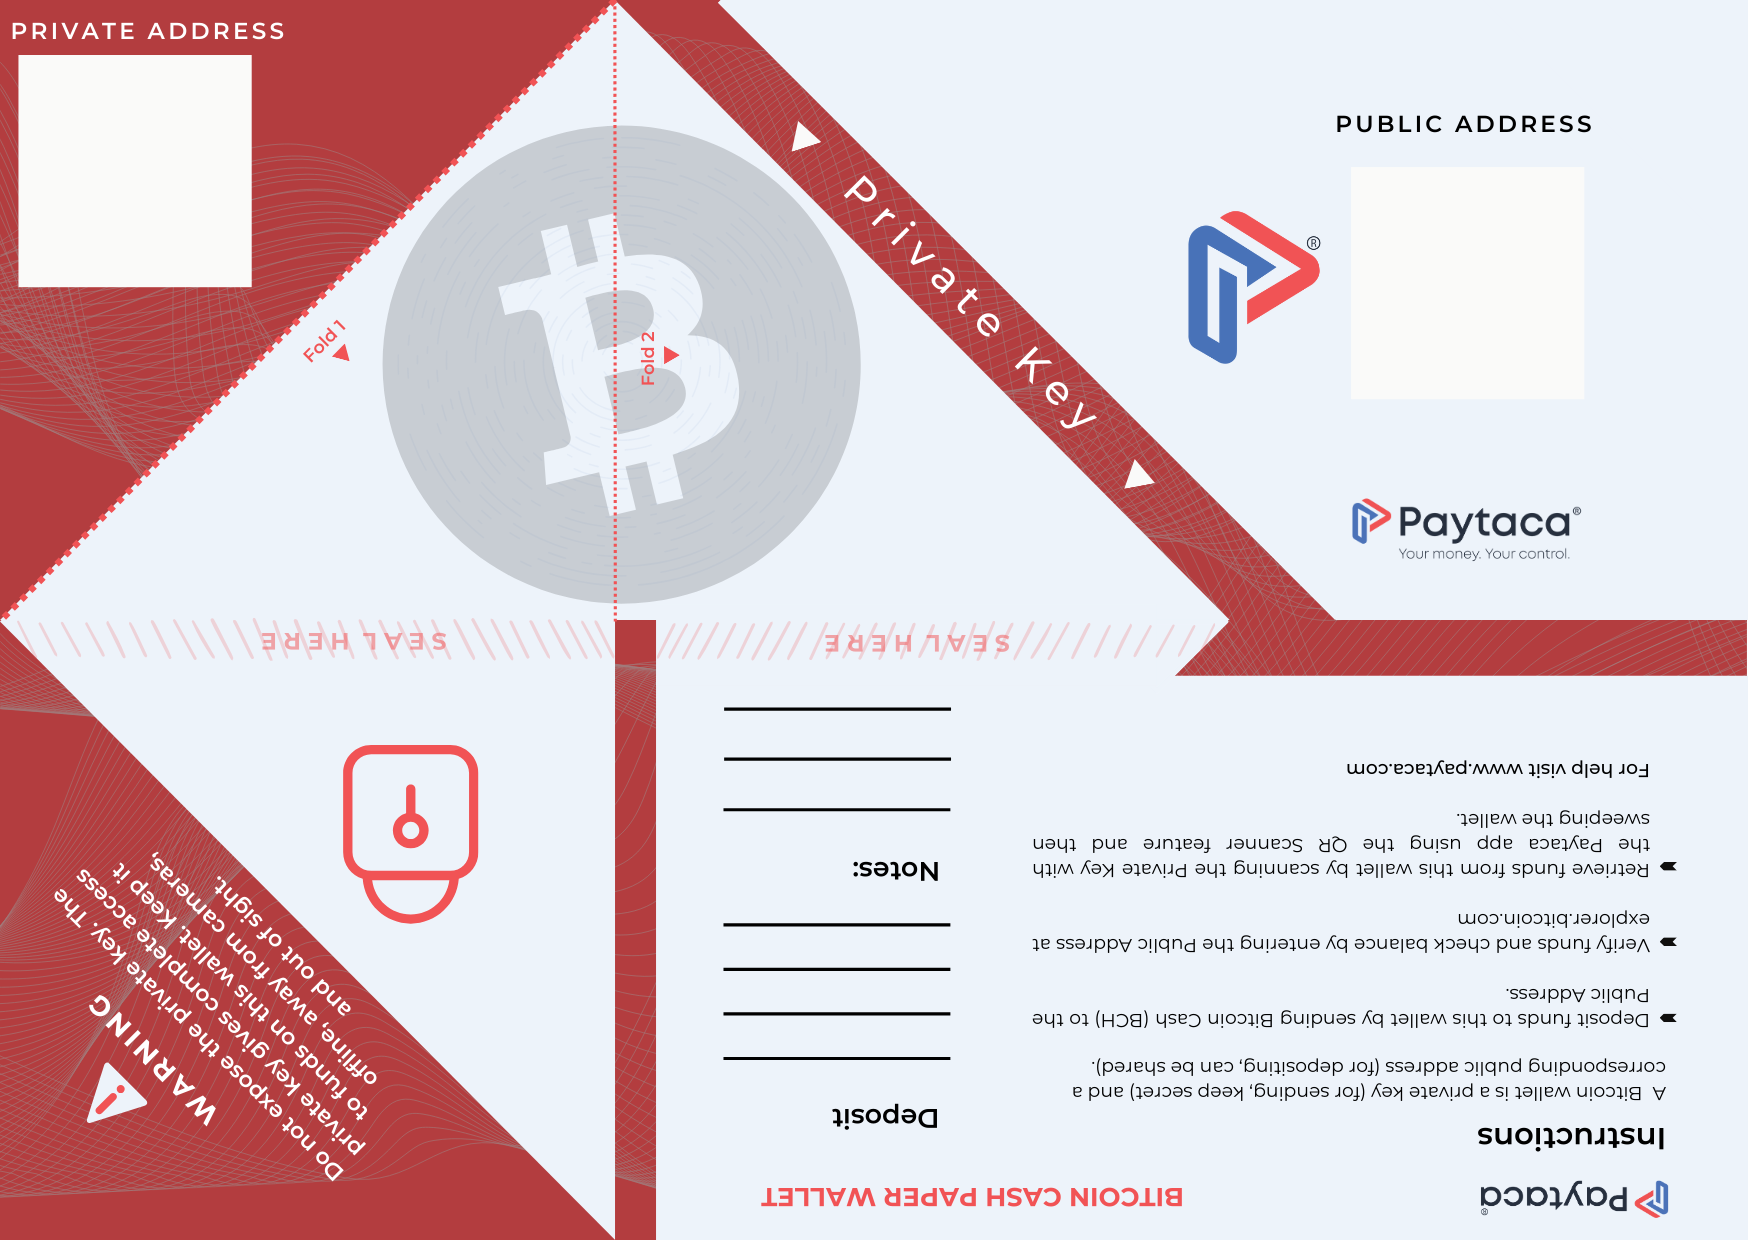 PRIVATE ADDRESS
Fold 1
Fold 2
Private Key
PUBLIC ADDRESS
®
Paytaca®
Your money. Your control.
SEAL HERE
SEAL HERE
WARNING
Do not expose the private key. The
private key gives complete access
to funds on this wallet. Keep it
offline, away from cameras,
and out of sight.
Paytaca®
BITCOIN CASH PAPER WALLET
Instructions
A Bitcoin wallet is a private key (for sending, keep secret) and a
corresponding public address (for depositing, can be shared).
Deposit funds to this wallet by sending Bitcoin Cash (BCH) to the
Public Address.
Verify funds and check balance by entering the Public Address at
explorer.bitcoin.com
Retrieve funds from this wallet by scanning the Private Key with
the Paytaca app using the QR Scanner feature and then
sweeping the wallet.
For help visit www.paytaca.com
Deposit
Notes: